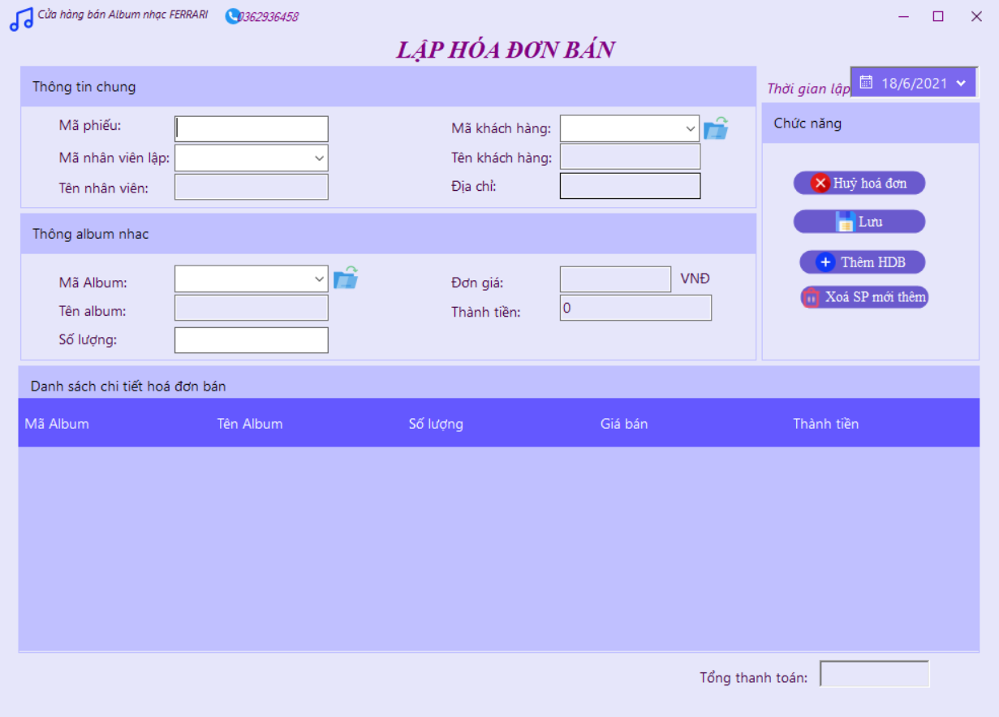 Cửa hàng bán Album nhạc FERRARI
0362936458
LẬP HÓA ĐƠN BÁN
Thông tin chung
Thời gian lập
18/6/2021
Mã phiếu:
Mã khách hàng:
Mã nhân viên lập:
Tên khách hàng:
Tên nhân viên:
Địa chỉ:
Chức năng
Huỷ hoá đơn
Lưu
Thêm HDB
Xoá SP mới thêm
Thông album nhac
Mã Album:
Đơn giá:
VNĐ
Tên album:
Thành tiền:
0
Số lượng:
Danh sách chi tiết hoá đơn bán
Mã Album Tên Album Số lượng Giá bán Thành tiền
Tổng thanh toán: